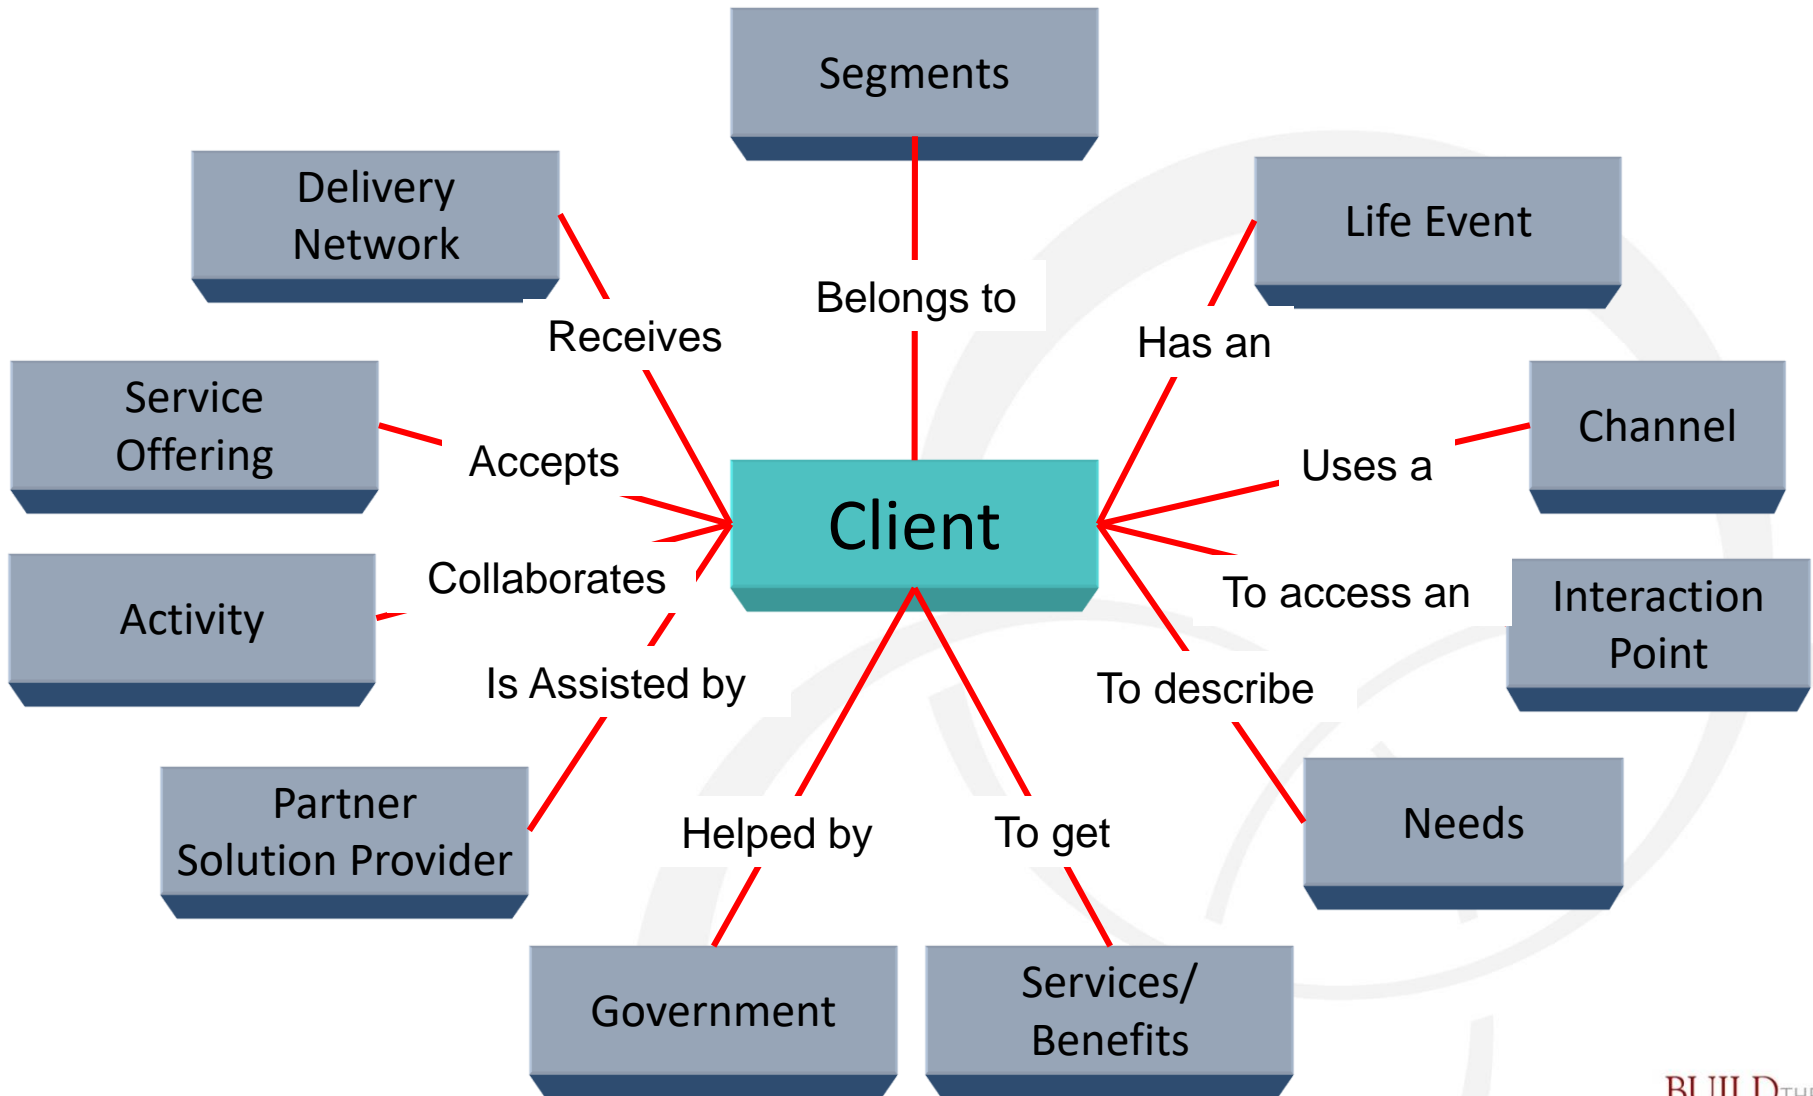 Segments
Delivery
Network
Life Event
Belongs to
Receives
Has an
Service
Offering
Channel
Accepts
Uses a
Client
Collaborates
To access an
Activity
Interaction
Point
Is Assisted by
To describe
Partner
Solution Provider
Helped by
To get
Needs
Government
Services/
Benefits
BUILD THE